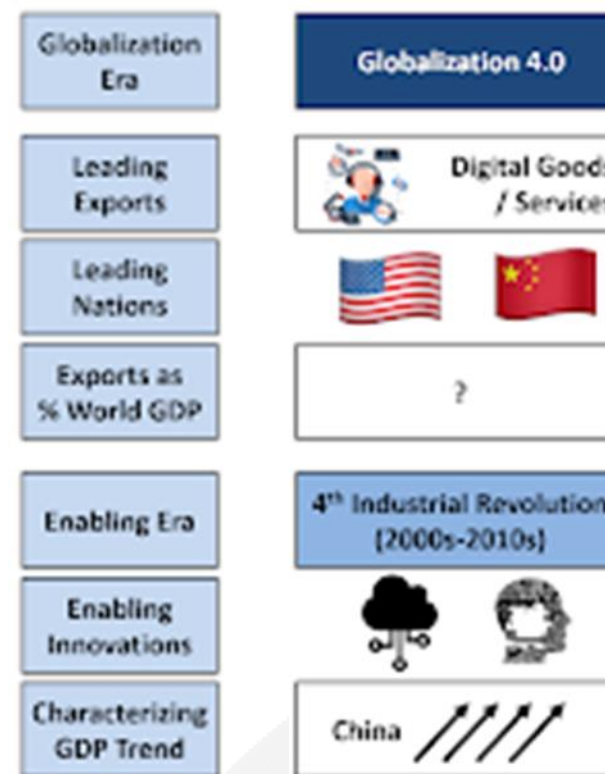 Globalization
Era
Globalization 4.0
Leading
Exports
Digital Goods
/ Services
Leading
Nations
Exports as
% World GDP
?
Enabling Era
4th Industrial Revolution
(2000s-2010s)
Enabling
Innovations
Characterizing
GDP Trend
China